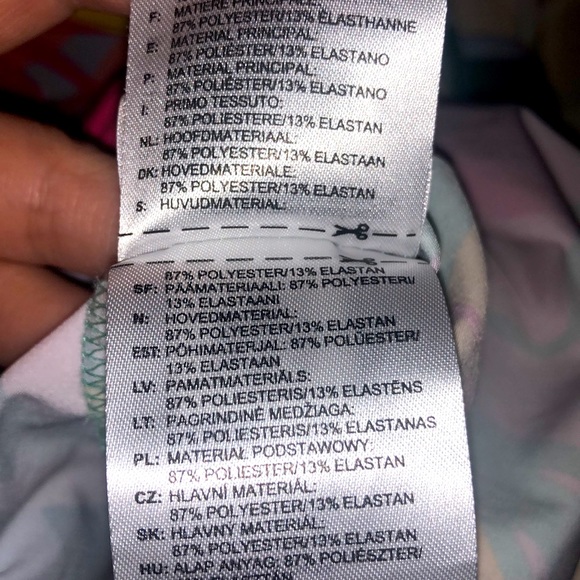 F: MATIÈRE PRINCIPALE:
87% POLYESTER/13% ELASTHANNE
E: MATERIAL PRINCIPAL:
87% POLIÉSTER/13% ELASTANO
P: MATERIAL PRINCIPAL:
87% POLIÉSTER/13% ELASTANO
I: PRIMO TESSUTO:
87% POLIESTERE/13% ELASTAN
NL: HOOFDMATERIAAL:
87% POLYESTER/13% ELASTAAN
DK: HOVEDMATERIALE:
87% POLYESTER/13% ELASTAN
S: HUVUDMATERIAL:
87% POLYESTER/13% ELASTAN
SF: PÄÄMATERIAALI: 87% POLYESTERI/
13% ELASTAANI
N: HOVEDMATERIAL:
87% POLYESTER/13% ELASTAN
EST: PÕHIMATERJAL: 87% POLÜESTER/
13% ELASTAAN
LV: PAMATMATERIĀLS:
87% POLIESTERIS/13% ELASTĒNS
LT: PAGRINDINĖ MEDŽIAGA:
87% POLIESTERIS/13% ELASTANAS
PL: MATERIAŁ PODSTAWOWY:
87% POLIESTER/13% ELASTAN
CZ: HLAVNÍ MATERIÁL:
87% POLYESTER/13% ELASTAN
SK: HLAVNÝ MATERIÁL:
87% POLYESTER/13% ELASTAN
HU: ALAP ANYAG: 87% POLIÉSZTER/